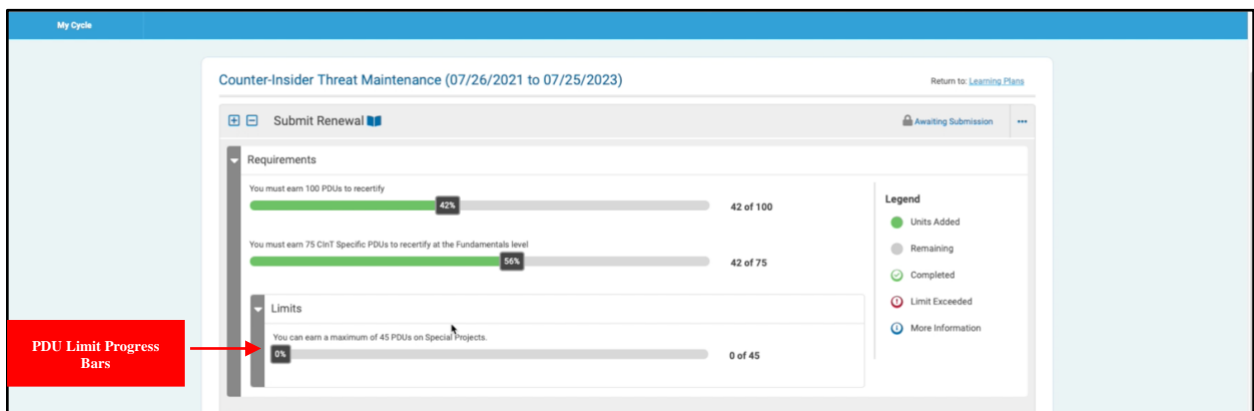 My Cycle
Counter-Insider Threat Maintenance (07/26/2021 to 07/25/2023)
Return to: Learning Plans
Submit Renewal
Awaiting Submission
Requirements
You must earn 100 PDUs to recertify
42%
42 of 100
You must earn 75 CInT Specific PDUs to recertify at the Fundamentals level
56%
42 of 75
Limits
You can earn a maximum of 45 PDUs on Special Projects.
0%
0 of 45
Legend
Units Added
Remaining
Completed
Limit Exceeded
More Information
PDU Limit Progress
Bars